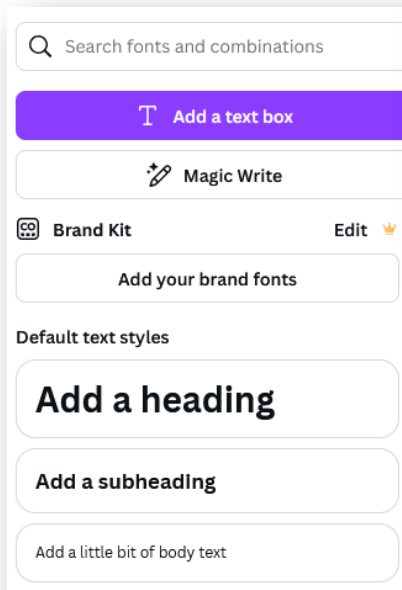 Search fonts and combinations
T Add a text box
Magic Write
CO Brand Kit Edit
Add your brand fonts
Default text styles
Add a heading
Add a subheading
Add a little bit of body text